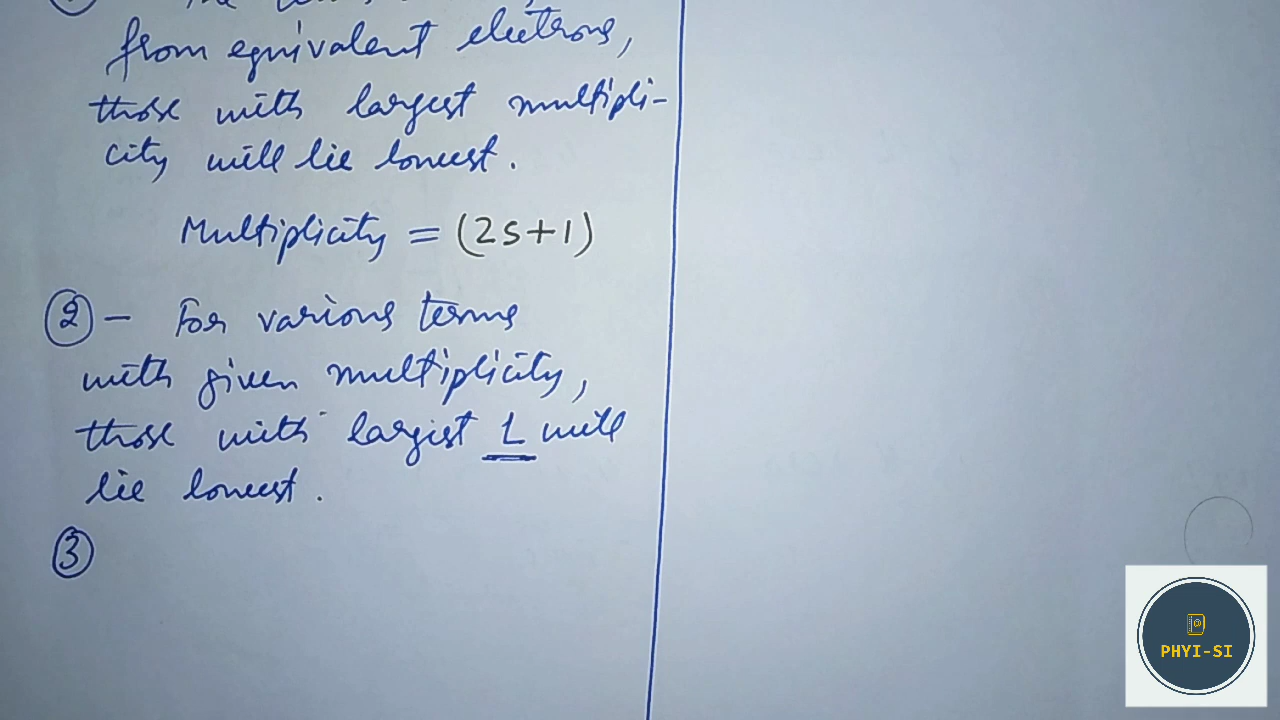 from equivalent electrons,
those with largest multipli-
city will lie lowest.
Multiplicity = (2s+1)
② - For various terms
with given multiplicity,
those with largist L will
lie lowest.
③
PHYI-SI